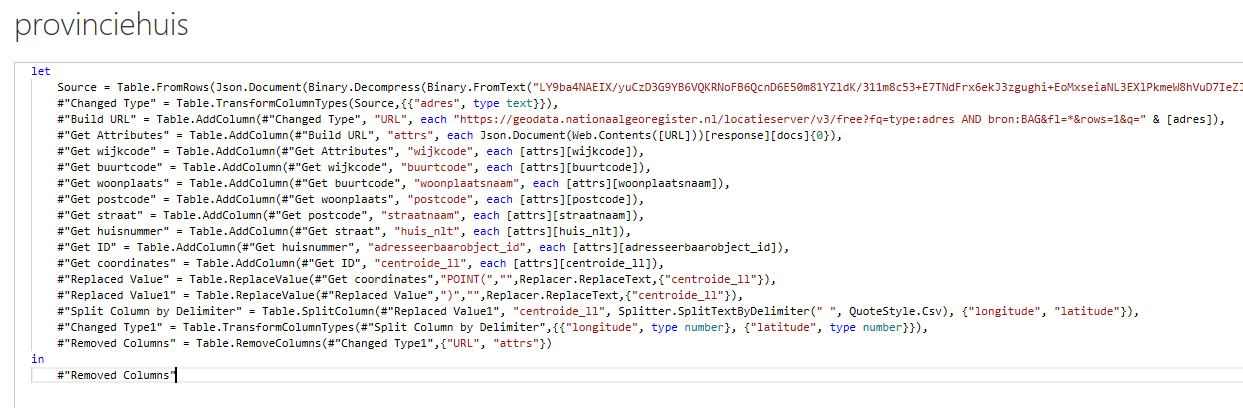 provinciehuis
let
Source = Table.FromRows(Json.Document(Binary.Decompress(Binary.FromText("LY9ba4NAEIX/yuCzD3G9YB6VQKRNoFB6QcnD6E50m81YZldK/311m8c53+E7TNdFrx6ekJ3zgughi+EoMxseiaNL3EXlPkmeW8hVuD7IeZ
#"Changed Type" = Table.TransformColumnTypes(Source,{{"adres", type text}}),
#"Build URL" = Table.AddColumn(#"Changed Type", "URL", each "https://geodata.nationaalgeoregister.nl/locatieserver/v3/free?fq=type:adres AND bron:BAG&fl=*&rows=1&q=" & [adres]),
#"Get Attributes" = Table.AddColumn(#"Build URL", "attrs", each Json.Document(Web.Contents([URL]))[response][docs]{0}),
#"Get wijkcode" = Table.AddColumn(#"Get Attributes", "wijkcode", each [attrs][wijkcode]),
#"Get buurtcode" = Table.AddColumn(#"Get wijkcode", "buurtcode", each [attrs][buurtcode]),
#"Get woonplaats" = Table.AddColumn(#"Get buurtcode", "woonplaatsnaam", each [attrs][woonplaatsnaam]),
#"Get postcode" = Table.AddColumn(#"Get woonplaats", "postcode", each [attrs][postcode]),
#"Get straat" = Table.AddColumn(#"Get postcode", "straatnaam", each [attrs][straatnaam]),
#"Get huisnummer" = Table.AddColumn(#"Get straat", "huis_nlt", each [attrs][huis_nlt]),
#"Get ID" = Table.AddColumn(#"Get huisnummer", "adresseerbaarobject_id", each [attrs][adresseerbaarobject_id]),
#"Get coordinates" = Table.AddColumn(#"Get ID", "centroide_ll", each [attrs][centroide_ll]),
#"Replaced Value" = Table.ReplaceValue(#"Get coordinates","POINT(","",Replacer.ReplaceText,{"centroide_ll"}),
#"Replaced Value1" = Table.ReplaceValue(#"Replaced Value",")","",Replacer.ReplaceText,{"centroide_ll"}),
#"Split Column by Delimiter" = Table.SplitColumn(#"Replaced Value1", "centroide_ll", Splitter.SplitTextByDelimiter(" ", QuoteStyle.Csv), {"longitude", "latitude"}),
#"Changed Type1" = Table.TransformColumnTypes(#"Split Column by Delimiter",{{"longitude", type number}, {"latitude", type number}}),
#"Removed Columns" = Table.RemoveColumns(#"Changed Type1",{"URL", "attrs"})
in
#"Removed Columns"